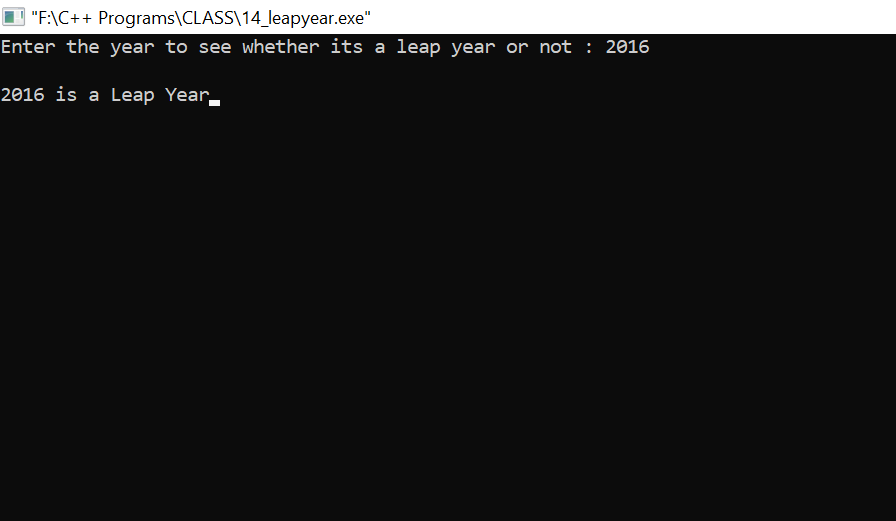 "F:\C++ Programs\CLASS\14_leapyear.exe"
Enter the year to see whether its a leap year or not : 2016
2016 is a Leap Year